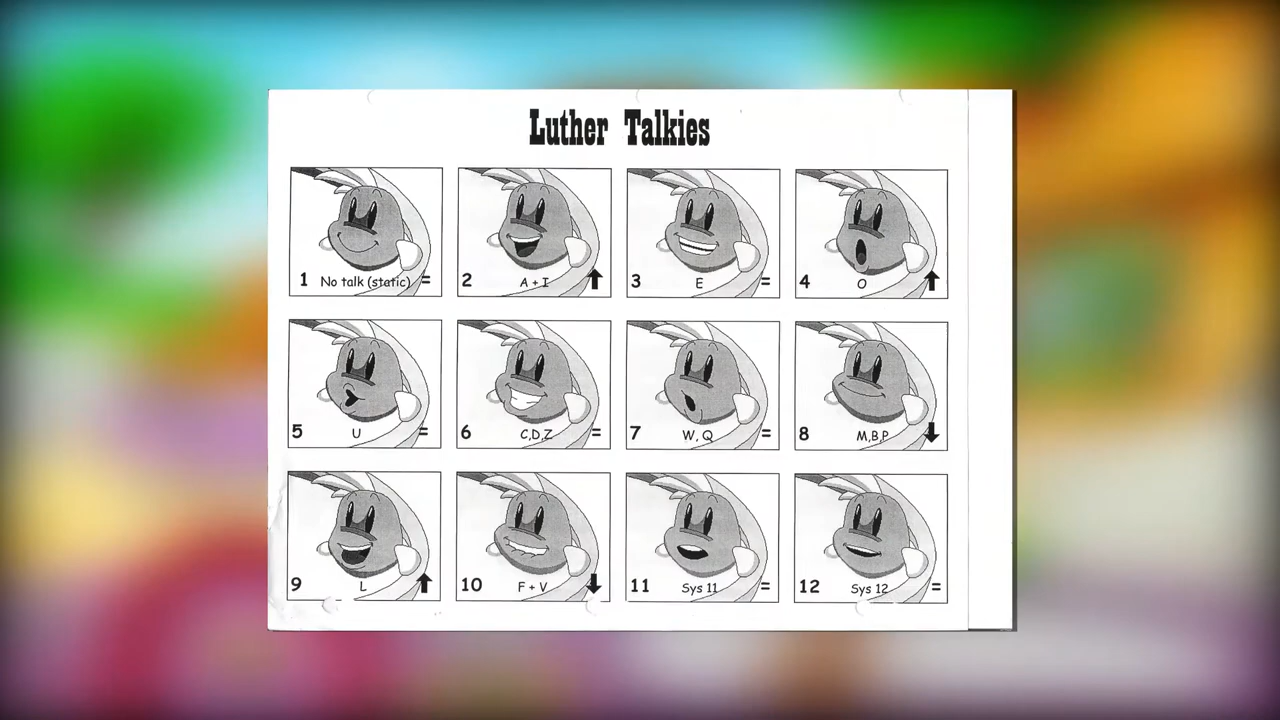 Luther Talkies
1 No talk (static) =
2 A + I ↑
3 E =
4 O ↑
5 U =
6 C,D,Z =
7 W, Q =
8 M,B,P ↓
9 L ↑
10 F + V ↓
11 Sys 11 =
12 Sys 12 =